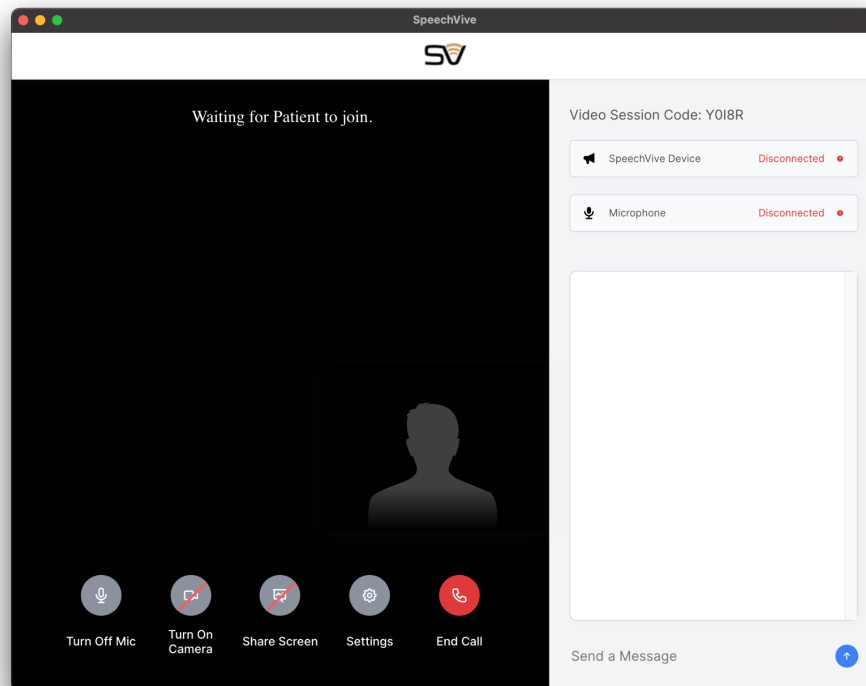 SpeechVive
SV
Waiting for Patient to join.
Video Session Code: Y0I8R
SpeechVive Device Disconnected
Microphone Disconnected
Turn Off Mic
Turn On
Camera
Share Screen
Settings
End Call
Send a Message